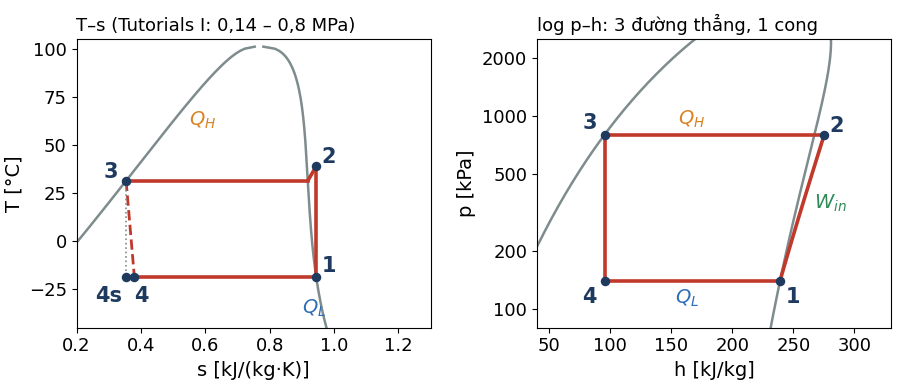 T–s (Tutorials I: 0,14 – 0,8 MPa)
100
75
50
25
0
−25
T [°C]
Q_H
3
2
4s
4
1
Q_L
0.2
0.4
0.6
0.8
1.0
1.2
s [kJ/(kg·K)]
log p–h: 3 đường thẳng, 1 cong
2000
1000
500
200
100
p [kPa]
3
Q_H
2
W_in
4
Q_L
1
50
100
150
200
250
300
h [kJ/kg]